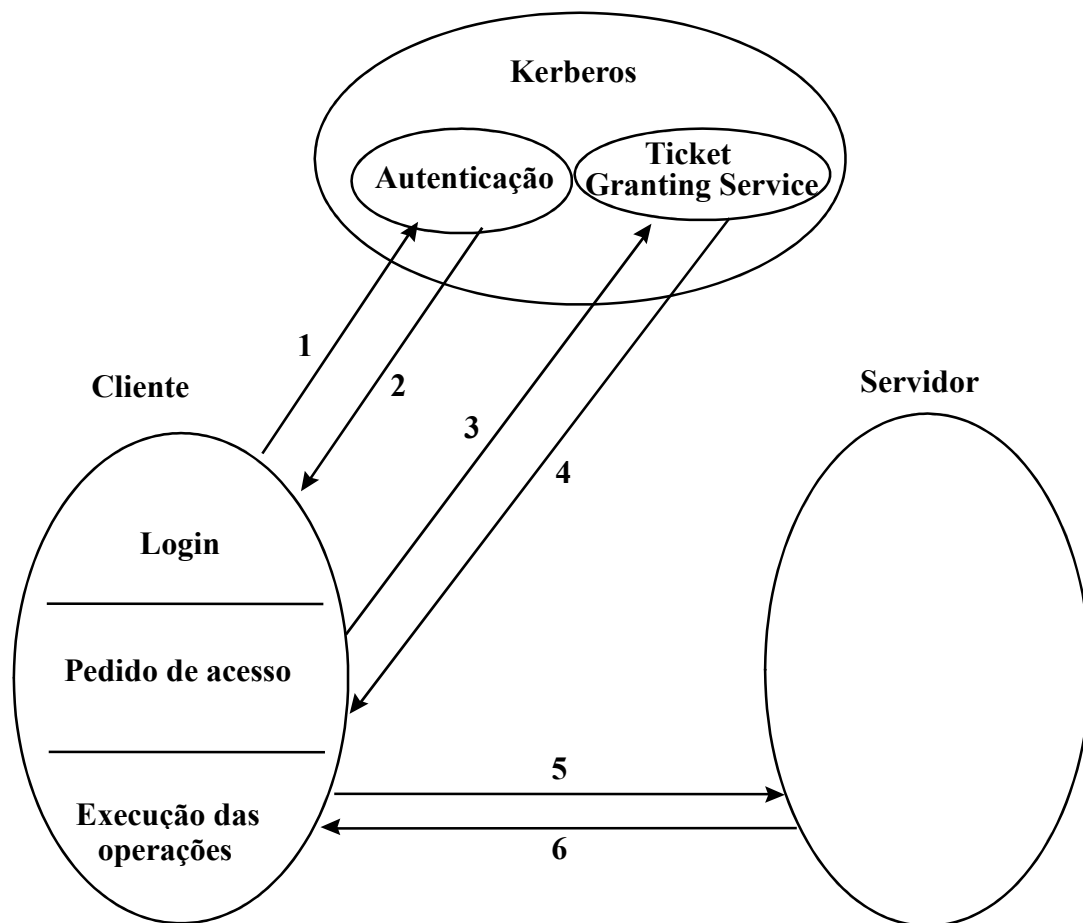 Kerberos
Autenticação
Ticket
Granting Service
1
2
3
4
Cliente
Servidor
Login
Pedido de acesso
Execução das
operações
5
6